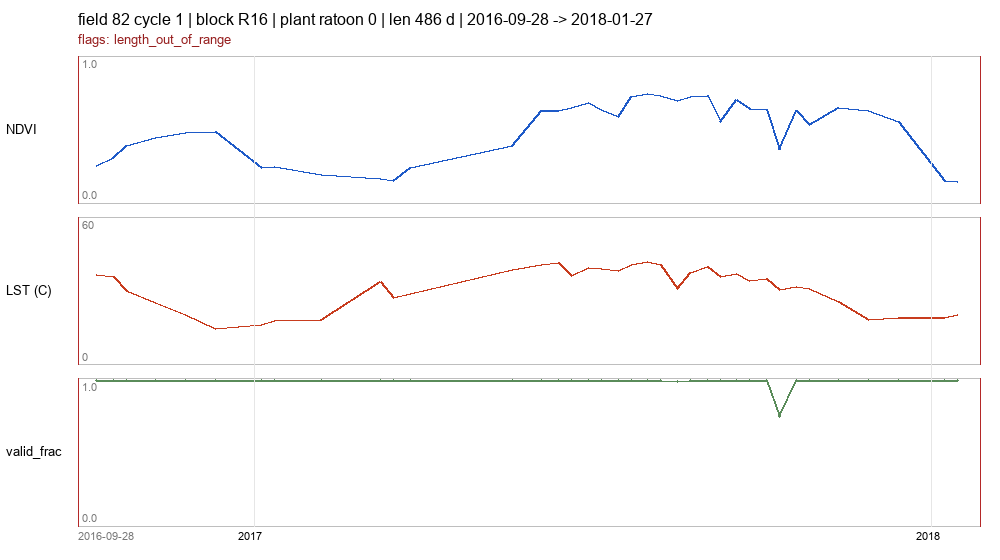 field 82 cycle 1 | block R16 | plant ratoon 0 | len 486 d | 2016-09-28 -> 2018-01-27
flags: length_out_of_range
1.0
NDVI
0.0
60
LST (C)
0
1.0
valid_frac
0.0
2016-09-28 2017 2018